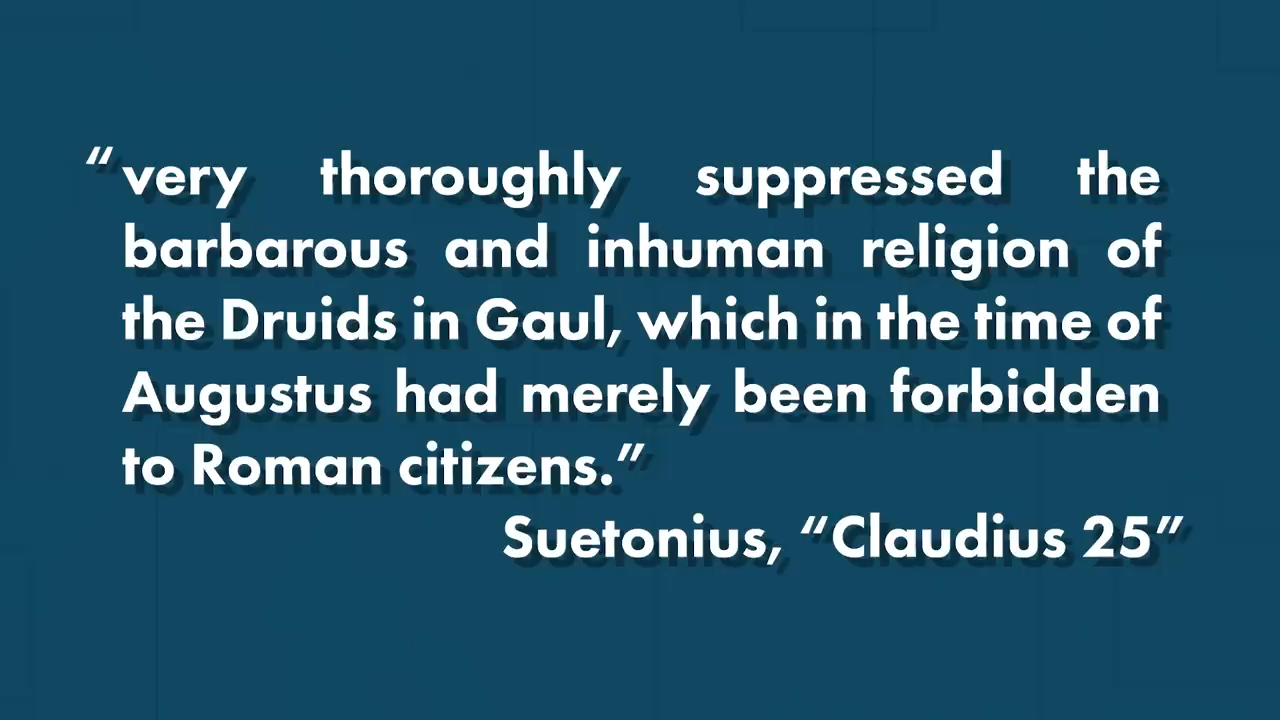 “very thoroughly suppressed the
barbarous and inhuman religion of
the Druids in Gaul, which in the time of
Augustus had merely been forbidden
to Roman citizens.”
Suetonius, “Claudius 25”